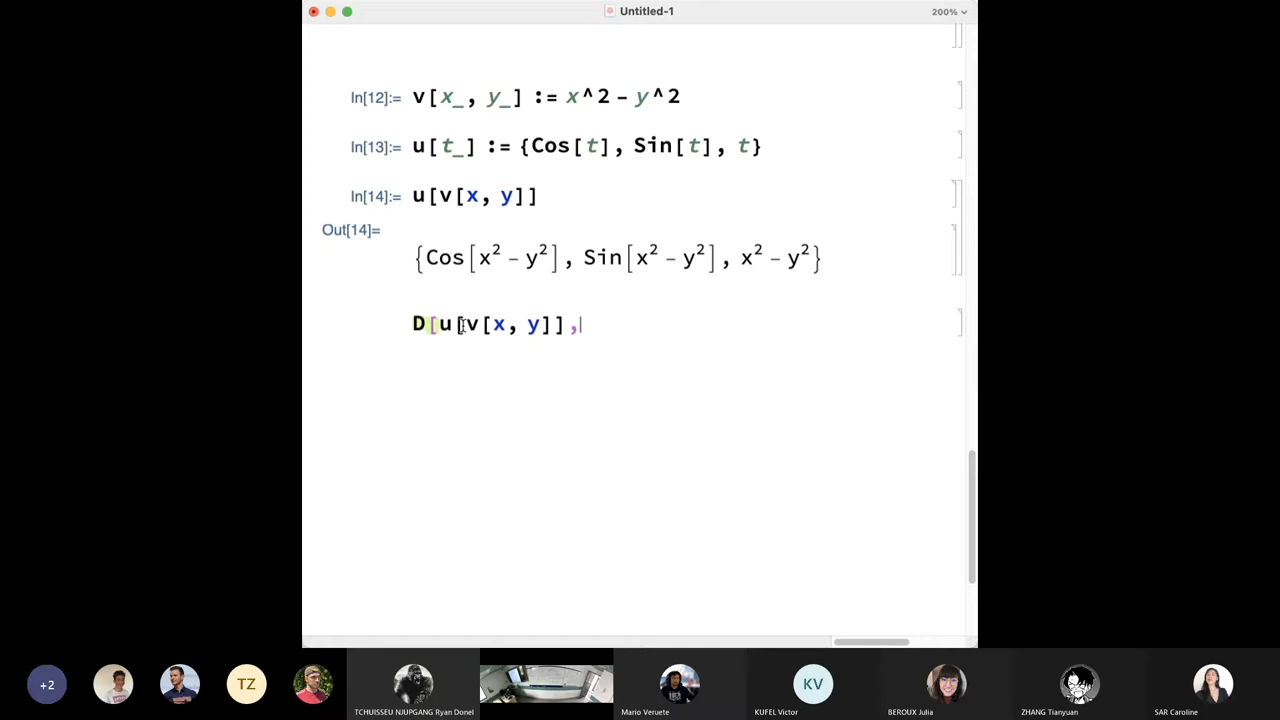 Untitled-1
200%
In[12]:= v[x_, y_] := x^2 - y^2
In[13]:= u[t_] := {Cos[t], Sin[t], t}
In[14]:= u[v[x, y]]
Out[14]=
{Cos[x² - y²], Sin[x² - y²], x² - y²}
D[u[v[x, y]],
+2
TZ
KV
TCHUISSEU NJUPGANG Ryan Donel
Mario Veruete
KUFEL Victor
BEROUX Julia
ZHANG Tianyuan
SAR Caroline